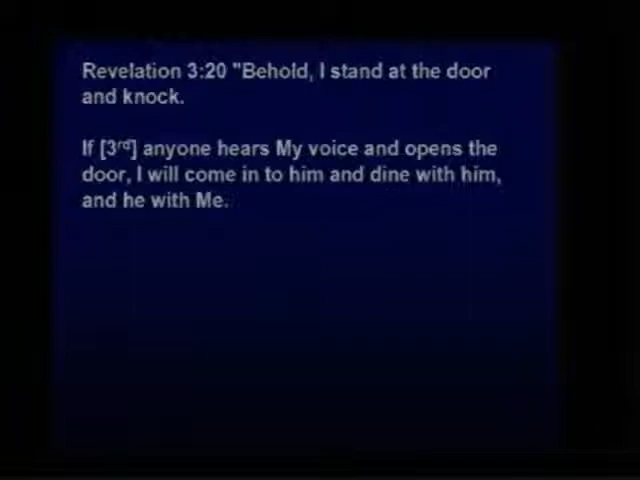 Revelation 3:20 "Behold, I stand at the door
and knock.
If [3rd] anyone hears My voice and opens the
door, I will come in to him and dine with him,
and he with Me.